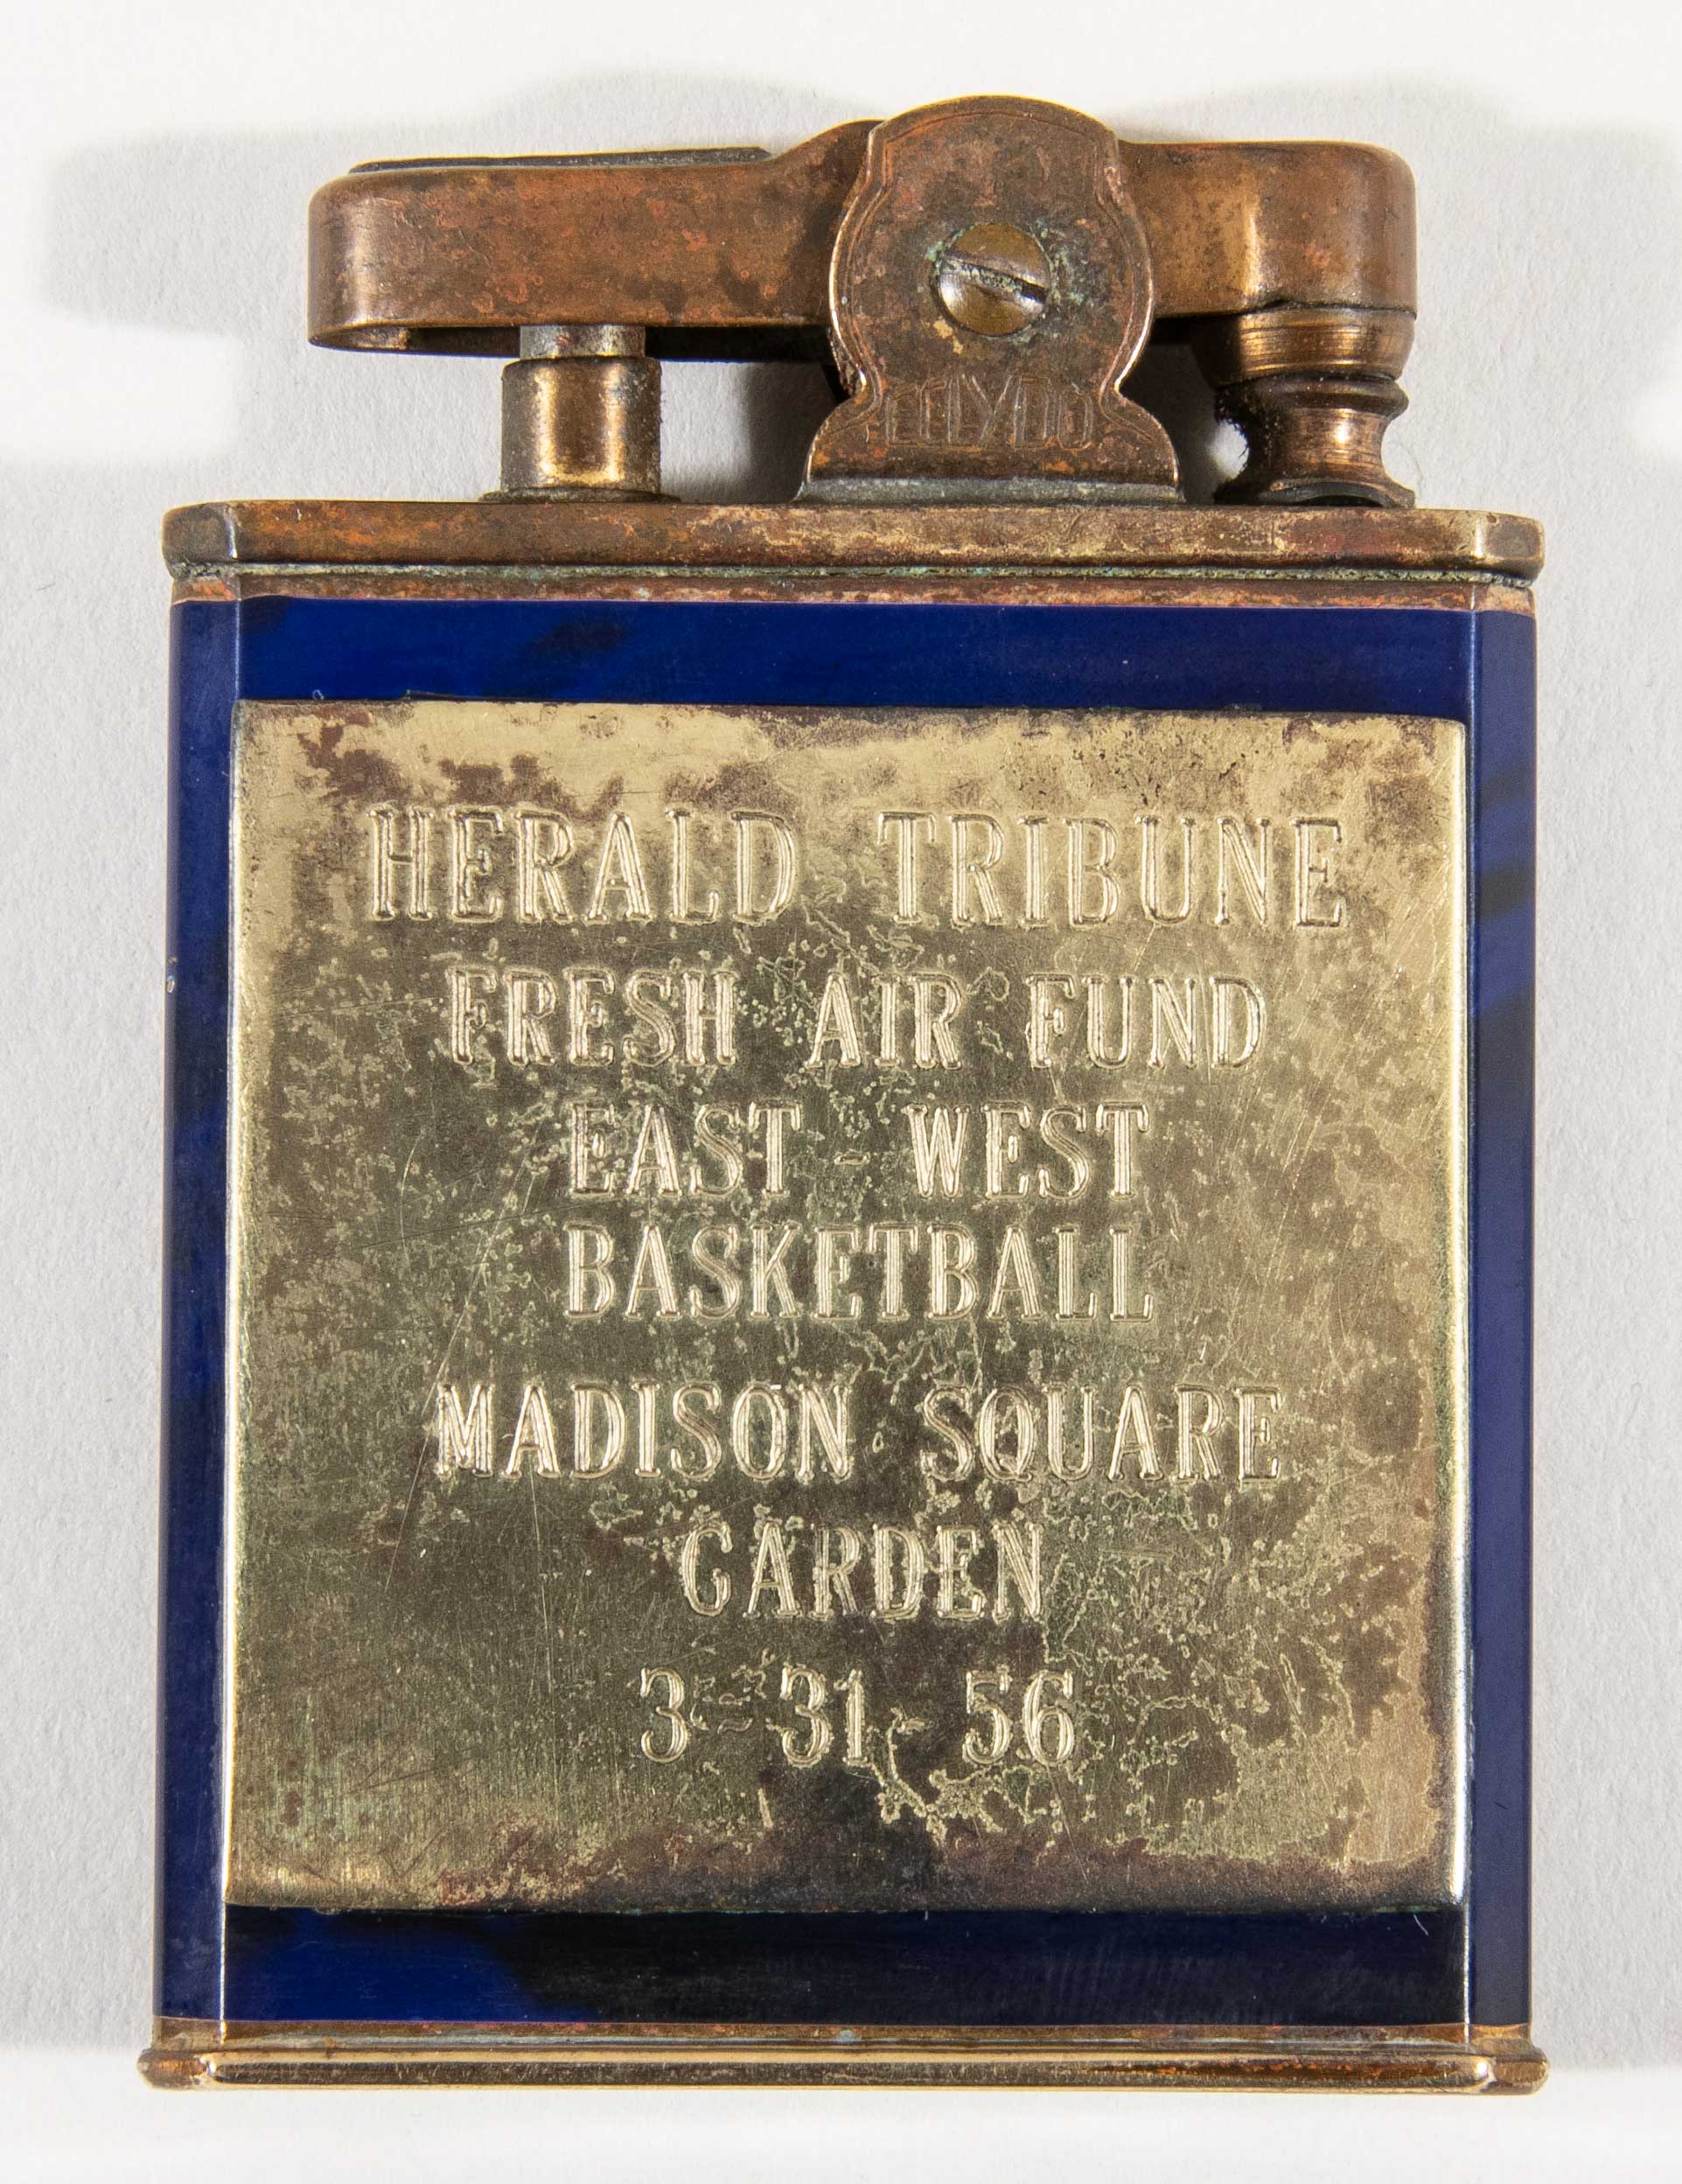 HERALD TRIBUNE
FRESH AIR FUND
EAST - WEST
BASKETBALL
MADISON SQUARE
GARDEN
3 - 31 - 56